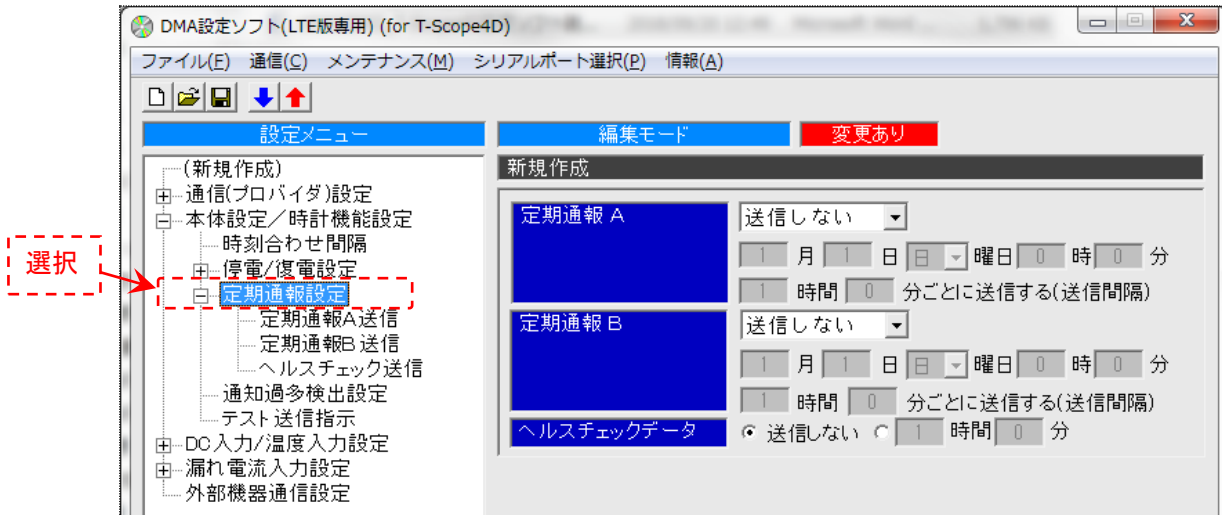 DMA設定ソフト(LTE版専用) (for T-Scope4D)
ファイル(F) 通信(C) メンテナンス(M) シリアルポート選択(P) 情報(A)
設定メニュー 編集モード 変更あり
(新規作成)
通信(プロバイダ)設定
本体設定/時計機能設定
時刻合わせ間隔
停電/復電設定
選択
定期通報設定
定期通報A送信
定期通報B送信
ヘルスチェック送信
通知過多検出設定
テスト送信指示
DC入力/温度入力設定
漏れ電流入力設定
外部機器通信設定
新規作成
定期通報 A 送信しない
1 月 1 日 日 曜日 0 時 0 分
1 時間 0 分ごとに送信する(送信間隔)
定期通報 B 送信しない
1 月 1 日 日 曜日 0 時 0 分
1 時間 0 分ごとに送信する(送信間隔)
ヘルスチェックデータ 送信しない 1 時間 0 分